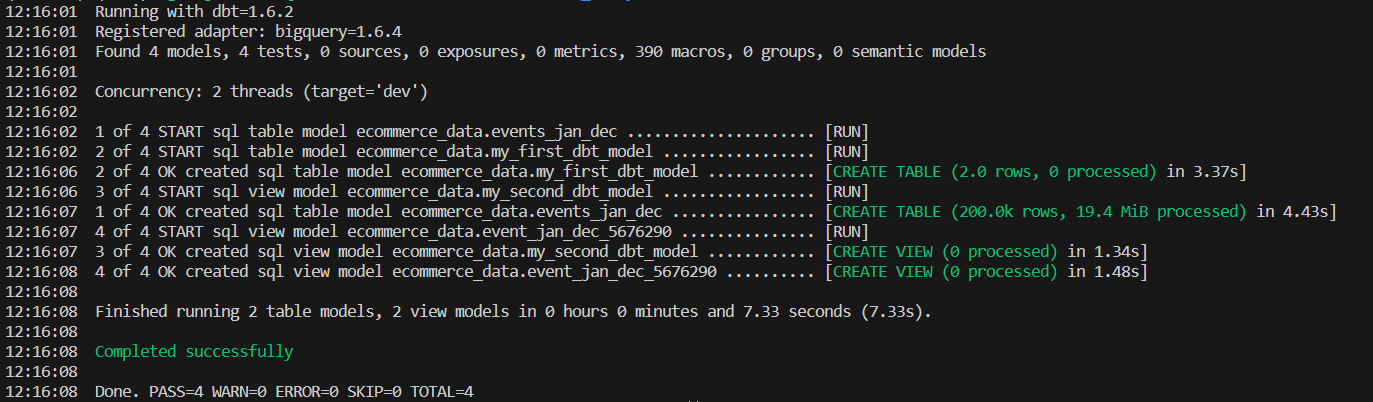 12:16:01  Running with dbt=1.6.2
12:16:01  Registered adapter: bigquery=1.6.4
12:16:01  Found 4 models, 4 tests, 0 sources, 0 exposures, 0 metrics, 390 macros, 0 groups, 0 semantic models
12:16:01
12:16:02  Concurrency: 2 threads (target='dev')
12:16:02
12:16:02  1 of 4 START sql table model ecommerce_data.events_jan_dec ..................... [RUN]
12:16:02  2 of 4 START sql table model ecommerce_data.my_first_dbt_model ................. [RUN]
12:16:06  2 of 4 OK created sql table model ecommerce_data.my_first_dbt_model ............ [CREATE TABLE (2.0 rows, 0 processed) in 3.37s]
12:16:06  3 of 4 START sql view model ecommerce_data.my_second_dbt_model ................. [RUN]
12:16:07  1 of 4 OK created sql table model ecommerce_data.events_jan_dec ................ [CREATE TABLE (200.0k rows, 19.4 MiB processed) in 4.43s]
12:16:07  4 of 4 START sql view model ecommerce_data.event_jan_dec_5676290 ............... [RUN]
12:16:07  3 of 4 OK created sql view model ecommerce_data.my_second_dbt_model ............ [CREATE VIEW (0 processed) in 1.34s]
12:16:08  4 of 4 OK created sql view model ecommerce_data.event_jan_dec_5676290 .......... [CREATE VIEW (0 processed) in 1.48s]
12:16:08
12:16:08  Finished running 2 table models, 2 view models in 0 hours 0 minutes and 7.33 seconds (7.33s).
12:16:08
12:16:08  Completed successfully
12:16:08
12:16:08  Done. PASS=4 WARN=0 ERROR=0 SKIP=0 TOTAL=4